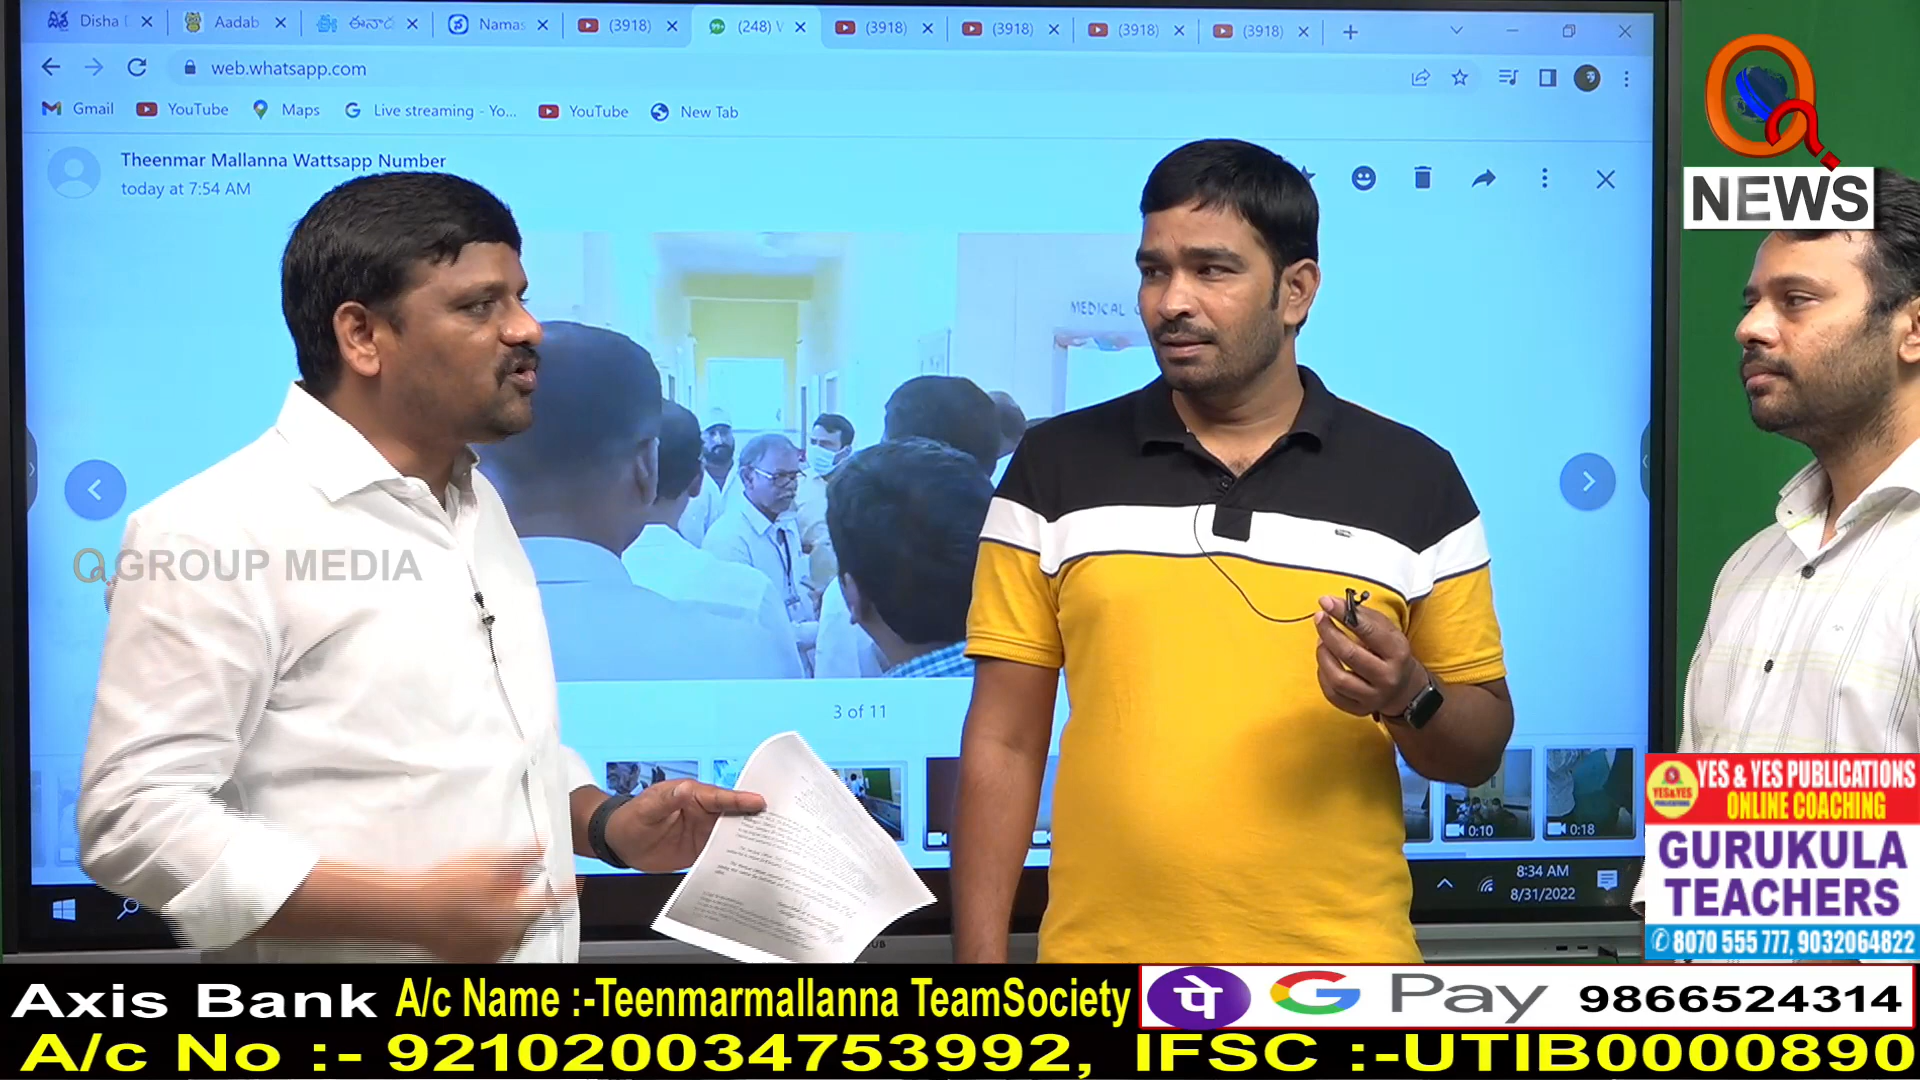 దిశ Disha
Aadab
ఈ ఈనాడు
Namas
(3918)
99+ (248) V
(3918)
(3918)
(3918)
(3918)
web.whatsapp.com
Gmail
YouTube
Maps
Live streaming - Yo...
YouTube
New Tab
Theenmar Mallanna Wattsapp Number
today at 7:54 AM
NEWS
MEDICAL
GROUP MEDIA
3 of 11
0:10
0:18
8:34 AM
8/31/2022
YES & YES PUBLICATIONS
ONLINE COACHING
YES&YES
GURUKULA
TEACHERS
8070 555 777, 9032064822
Axis Bank A/c Name :-Teenmarmallanna TeamSociety
पे G Pay 9866524314
A/c No :- 921020034753992, IFSC :-UTIB0000890